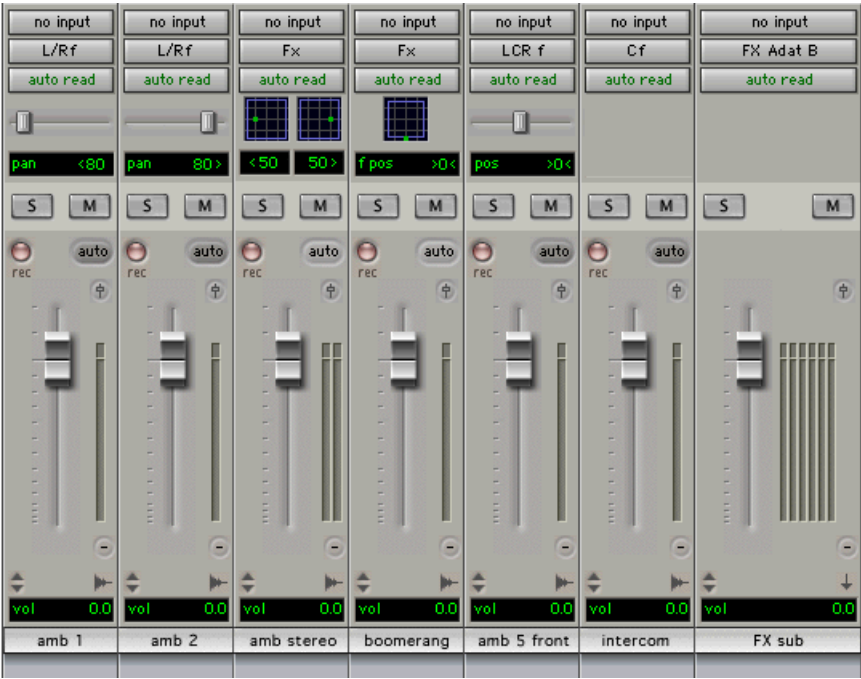 no input no input no input no input no input no input no input
L/Rf L/Rf Fx Fx LCR f Cf FX Adat B
auto read auto read auto read auto read auto read auto read auto read
pan <80 pan 80> <50 50> f pos >0< pos >0<
S M S M S M S M S M S M S M
auto auto auto auto auto auto
rec rec rec rec rec rec
vol 0.0 vol 0.0 vol 0.0 vol 0.0 vol 0.0 vol 0.0 vol 0.0
amb 1 amb 2 amb stereo boomerang amb 5 front intercom FX sub